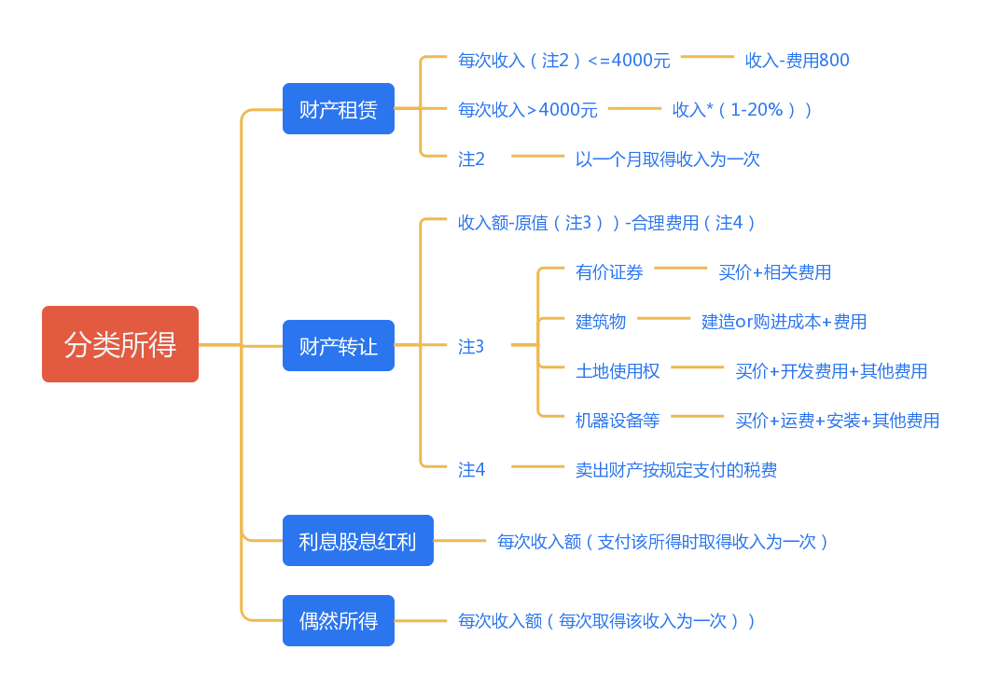 分类所得
财产租赁
每次收入（注2）<=4000元
收入-费用800
每次收入>4000元
收入*（1-20%））
注2
以一个月取得收入为一次
财产转让
收入额-原值（注3））-合理费用（注4）
注3
有价证券
买价+相关费用
建筑物
建造or购进成本+费用
土地使用权
买价+开发费用+其他费用
机器设备等
买价+运费+安装+其他费用
注4
卖出财产按规定支付的税费
利息股息红利
每次收入额（支付该所得时取得收入为一次）
偶然所得
每次收入额（每次取得该收入为一次））